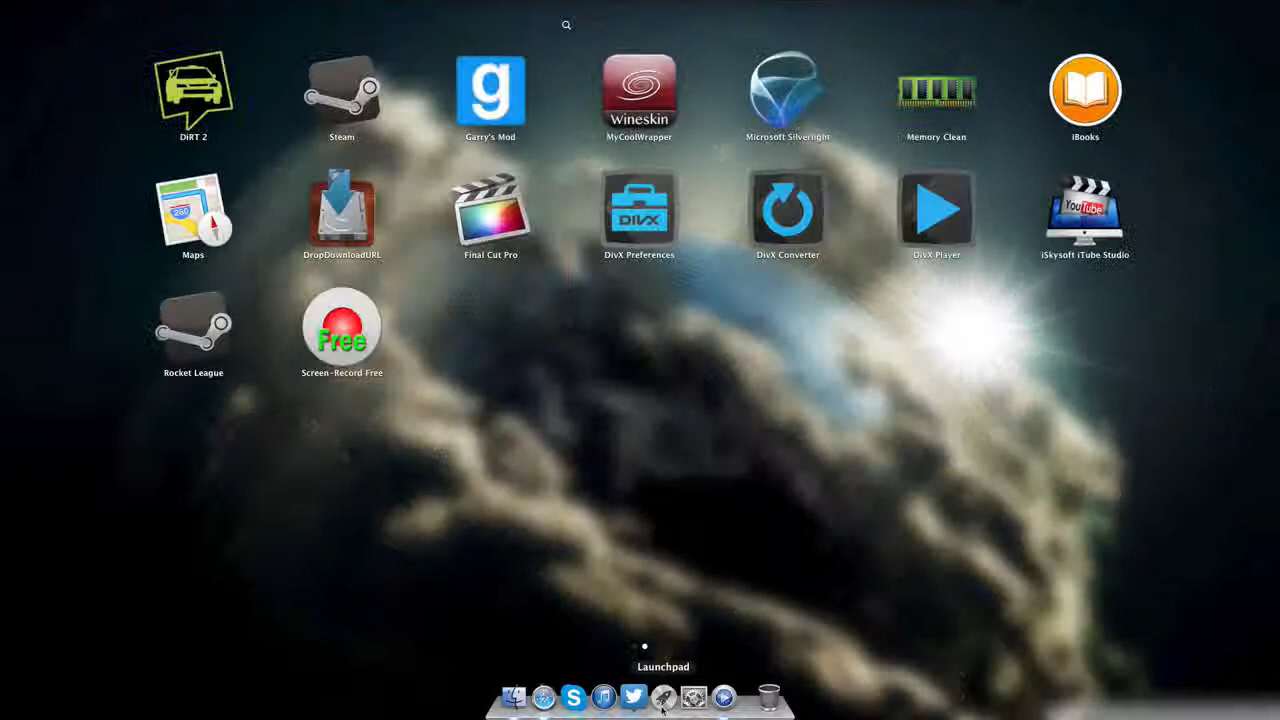 DiRT 2
Steam
g
Garry's Mod
wineskin
MyCoolWrapper
Microsoft Silverlight
Memory Clean
iBooks
280
Maps
DropDownloadURL
Final Cut Pro
DIVX
DivX Preferences
DivX Converter
DivX Player
YouTube
iSkysoft iTube Studio
Rocket League
Free
Screen-Record Free
Launchpad
S